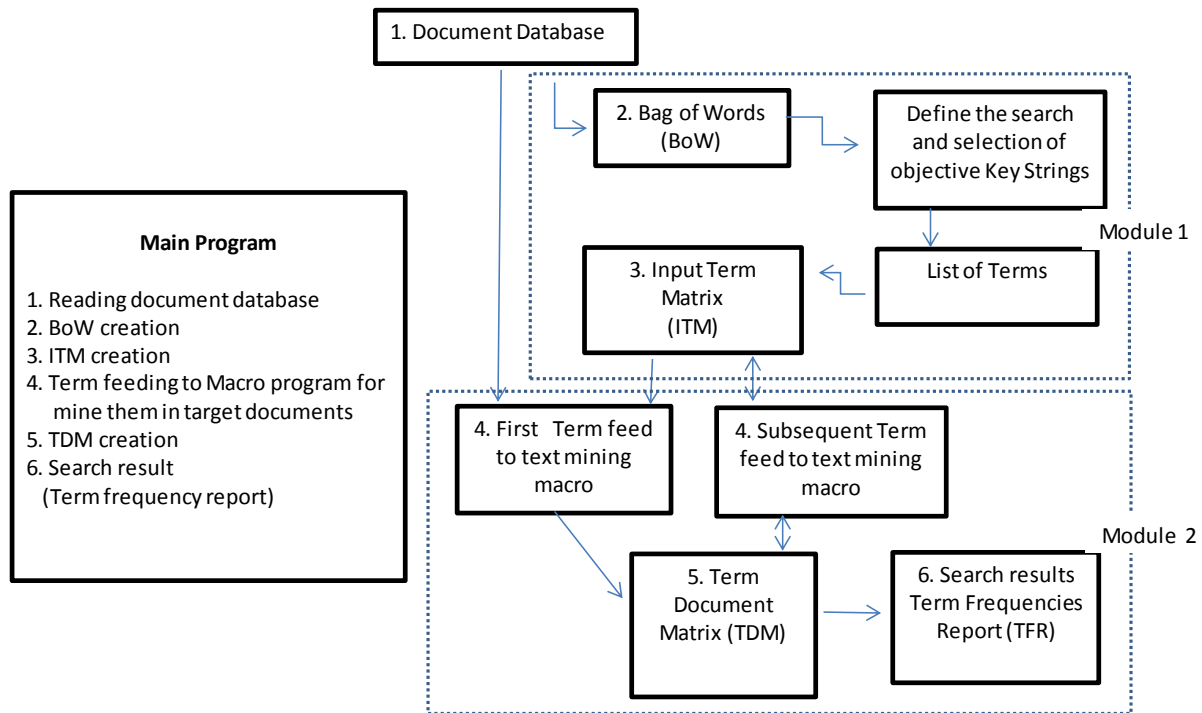 1. Document Database
2. Bag of Words
(BoW)
Define the search
and selection of
objective Key Strings
Module 1
List of Terms
3. Input Term
Matrix
(ITM)
Main Program
1. Reading document database
2. BoW creation
3. ITM creation
4. Term feeding to Macro program for
mine them in target documents
5. TDM creation
6. Search result
(Term frequency report)
4. First Term feed
to text mining
macro
4. Subsequent Term
feed to text mining
macro
Module 2
5. Term
Document
Matrix (TDM)
6. Search results
Term Frequencies
Report (TFR)